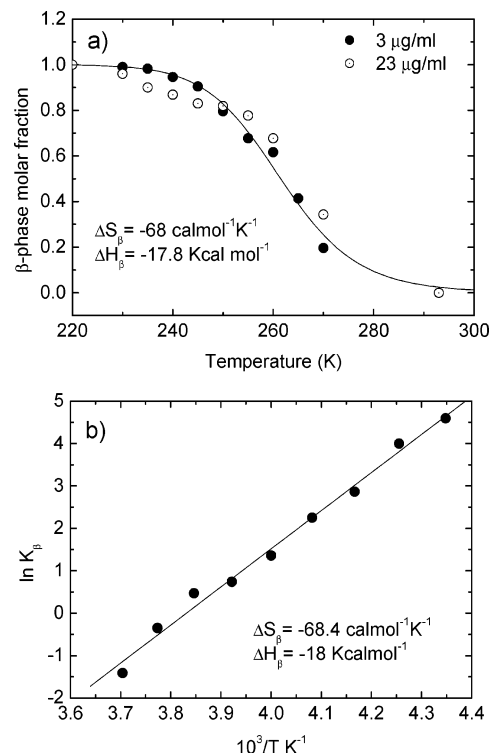 a)
3 μg/ml
23 μg/ml
β-phase molar fraction
1.0
0.8
0.6
0.4
0.2
0.0
ΔSβ= -68 calmol⁻¹K⁻¹
ΔHβ= -17.8 Kcal mol⁻¹
220 240 260 280 300
Temperature (K)
b)
ln Kβ
5
4
3
2
1
0
-1
-2
ΔSβ= -68.4 calmol⁻¹K⁻¹
ΔHβ= -18 Kcalmol⁻¹
3.6 3.7 3.8 3.9 4.0 4.1 4.2 4.3 4.4
10³/T K⁻¹